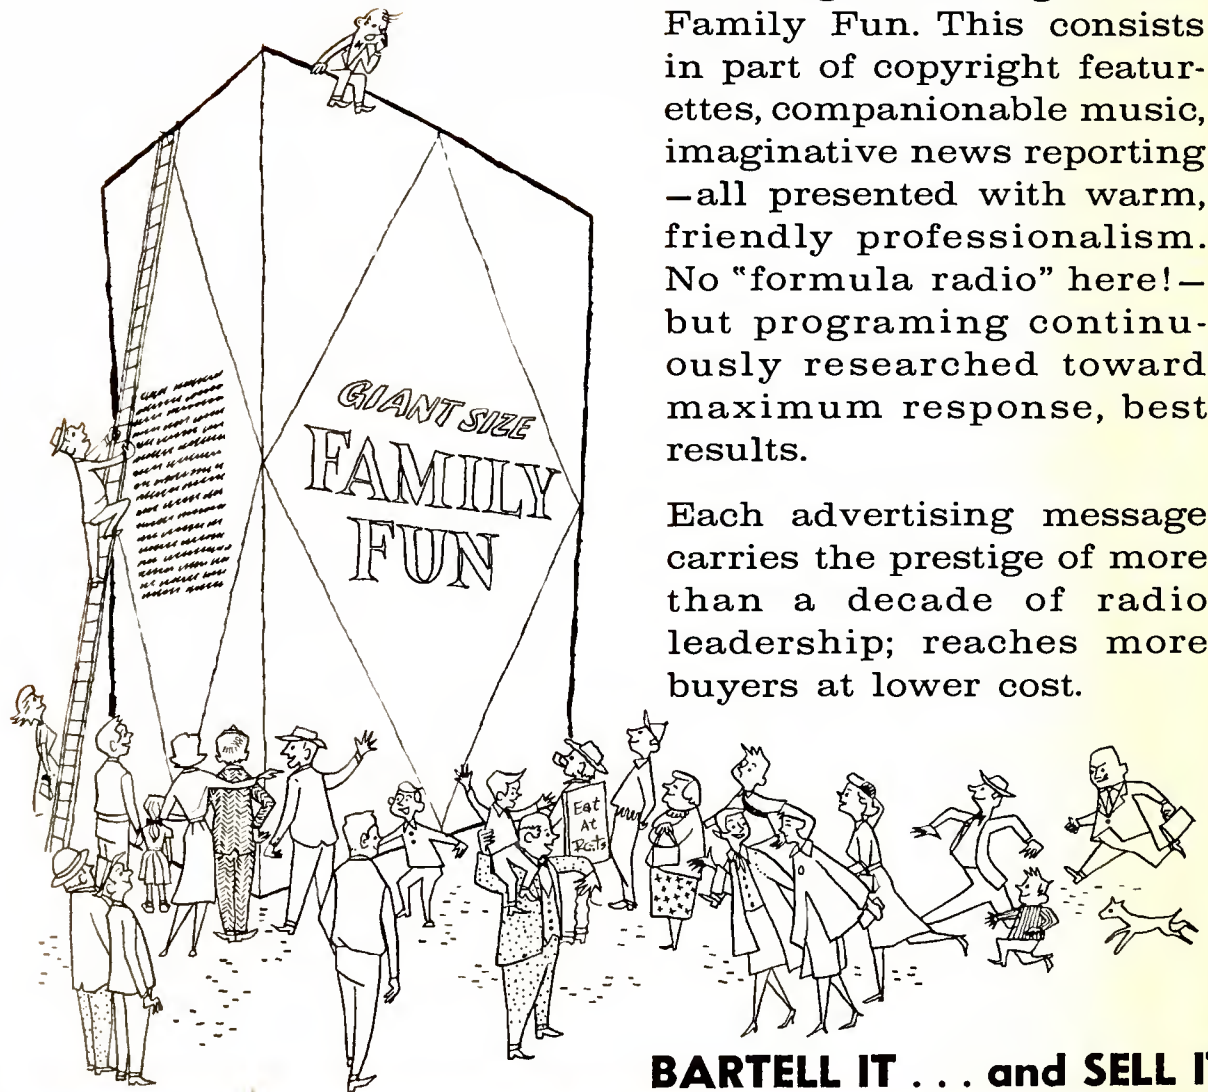 GIANT SIZE
FAMILY
FUN
Eat
At
Family Fun. This consists
in part of copyright featur-
ettes, companionable music,
imaginative news reporting
—all presented with warm,
friendly professionalism.
No "formula radio" here!—
but programing continu-
ously researched toward
maximum response, best
results.
Each advertising message
carries the prestige of more
than a decade of radio
leadership; reaches more
buyers at lower cost.
BARTELL IT . . . and SELL IT